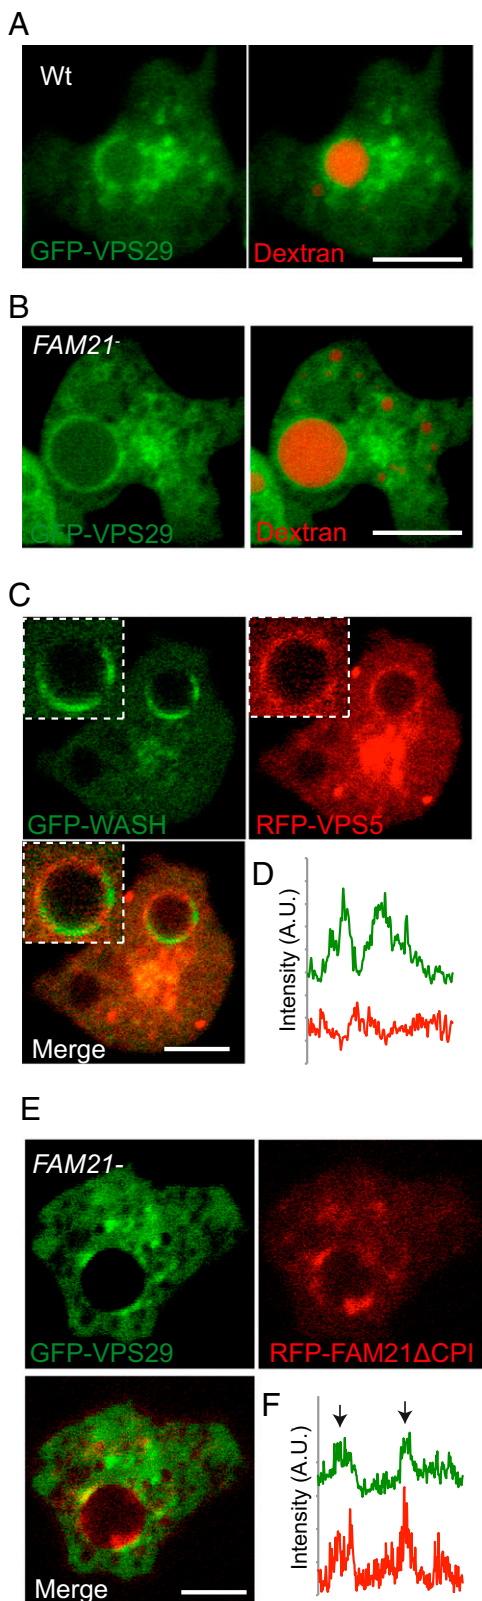 A
Wt
GFP-VPS29
Dextran
B
FAM21-
GFP-VPS29
Dextran
C
GFP-WASH
RFP-VPS5
Merge
D
Intensity (A.U.)
E
FAM21-
GFP-VPS29
RFP-FAM21ΔCPI
Merge
F
Intensity (A.U.)